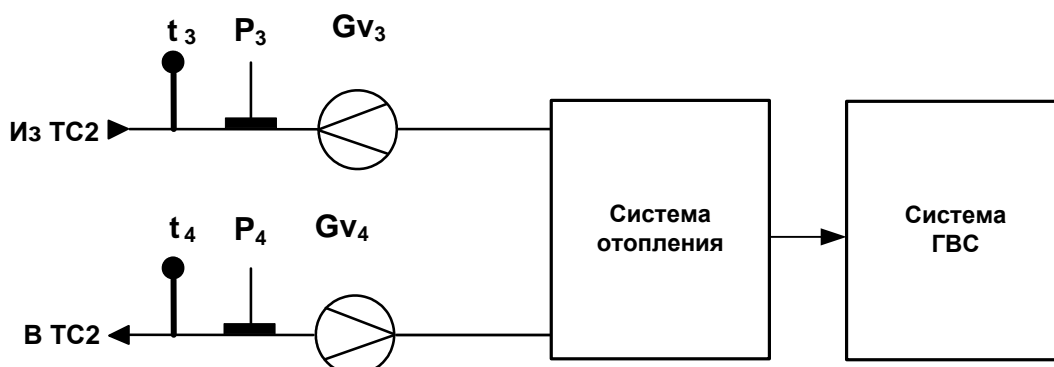 t 3 P3 Gv3
Из ТС2
t 4 P4 Gv4
В ТС2
Система
отопления
Система
ГВС